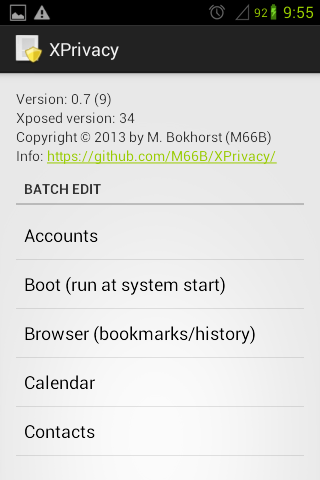 92 9:55
XPrivacy
Version: 0.7 (9)
Xposed version: 34
Copyright © 2013 by M. Bokhorst (M66B)
Info: https://github.com/M66B/XPrivacy/
BATCH EDIT
Accounts
Boot (run at system start)
Browser (bookmarks/history)
Calendar
Contacts